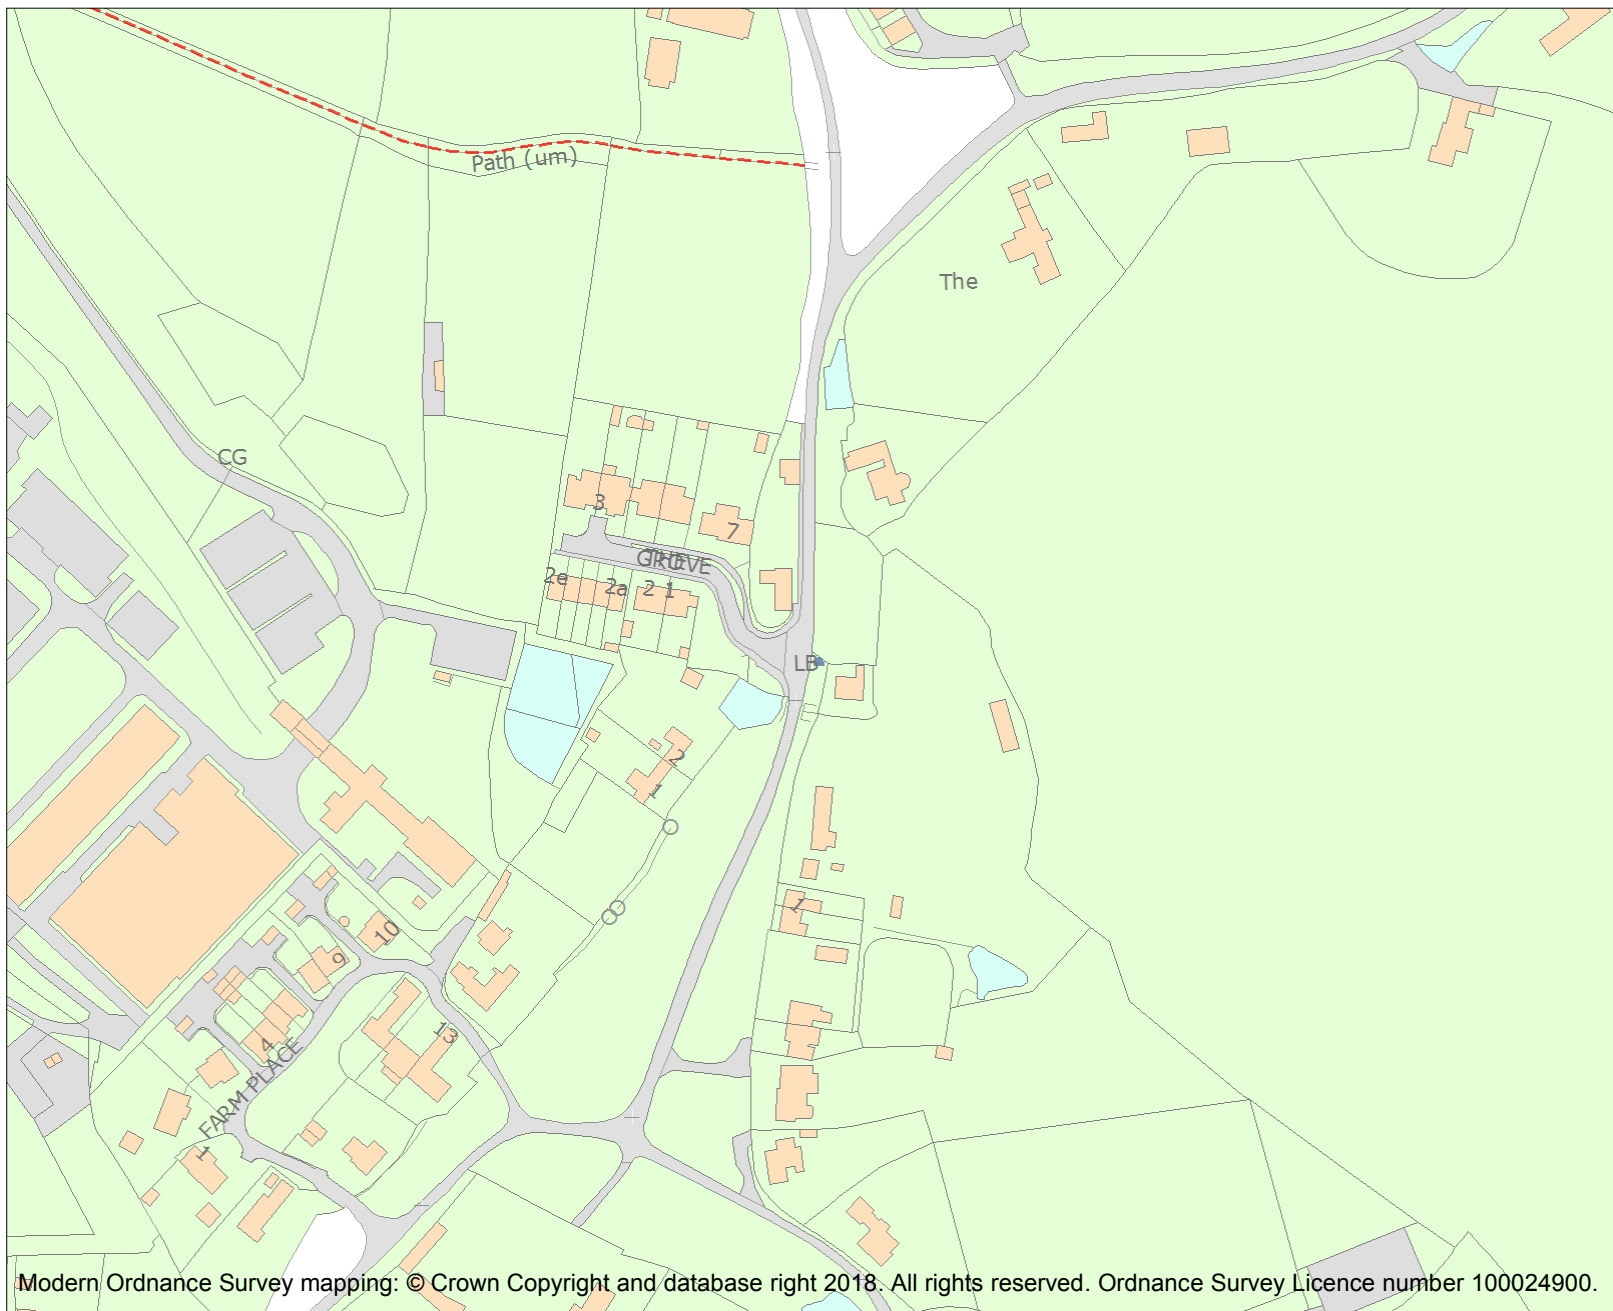 Path (um)
The
CG
3
7
THE
GROVE
2e
2a
2
1
LB
2
1
1
10
9
13
4
FARM PLACE
1
Modern Ordnance Survey mapping: © Crown Copyright and database right 2018. All rights reserved. Ordnance Survey Licence number 100024900.